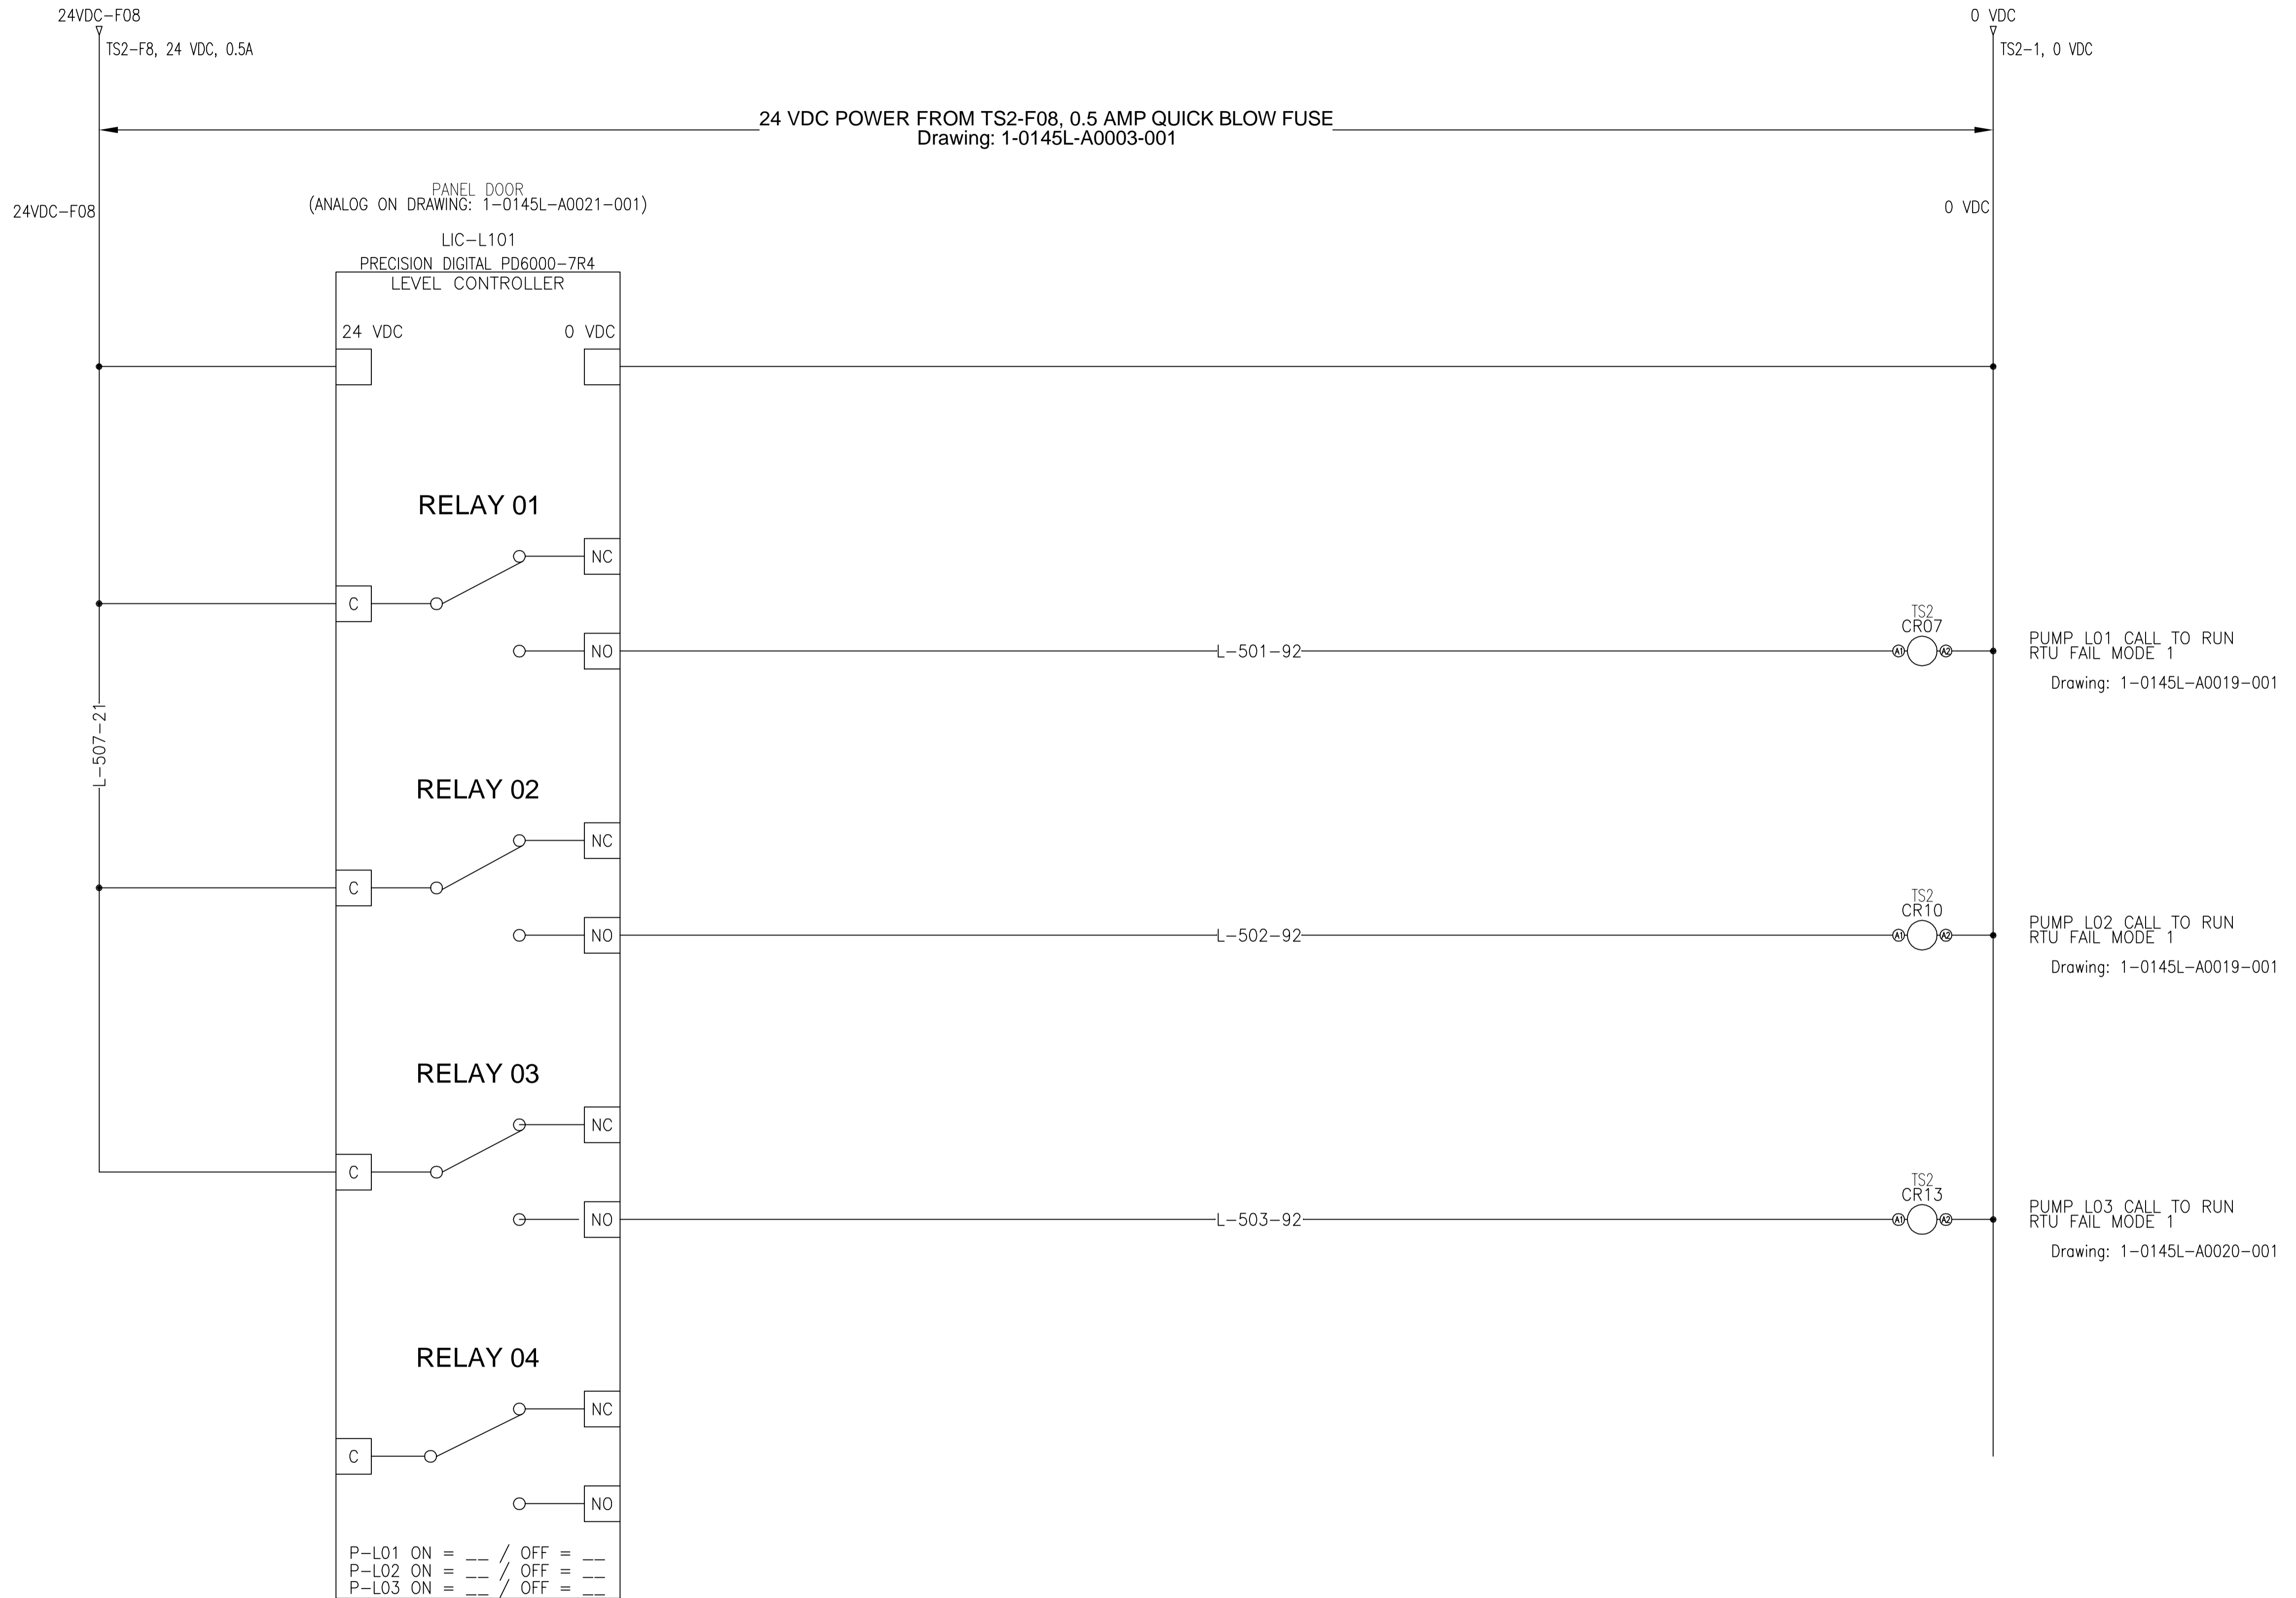 24VDC-F08
0 VDC
TS2-F8, 24 VDC, 0.5A
TS2-1, 0 VDC
24 VDC POWER FROM TS2-F08, 0.5 AMP QUICK BLOW FUSE
Drawing: 1-0145L-A0003-001
PANEL DOOR
(ANALOG ON DRAWING: 1-0145L-A0021-001)
24VDC-F08
0 VDC
LIC-L101
PRECISION DIGITAL PD6000-7R4
LEVEL CONTROLLER
24 VDC
0 VDC
RELAY 01
NC
C
NO
L-501-92
TS2
CR07
A1
A2
PUMP L01 CALL TO RUN
RTU FAIL MODE 1
Drawing: 1-0145L-A0019-001
L-507-21
RELAY 02
NC
C
NO
L-502-92
TS2
CR10
A1
A2
PUMP L02 CALL TO RUN
RTU FAIL MODE 1
Drawing: 1-0145L-A0019-001
RELAY 03
NC
C
NO
L-503-92
TS2
CR13
A1
A2
PUMP L03 CALL TO RUN
RTU FAIL MODE 1
Drawing: 1-0145L-A0020-001
RELAY 04
NC
C
NO
P-L01 ON = __ / OFF = __
P-L02 ON = __ / OFF = __
P-L03 ON = __ / OFF = __